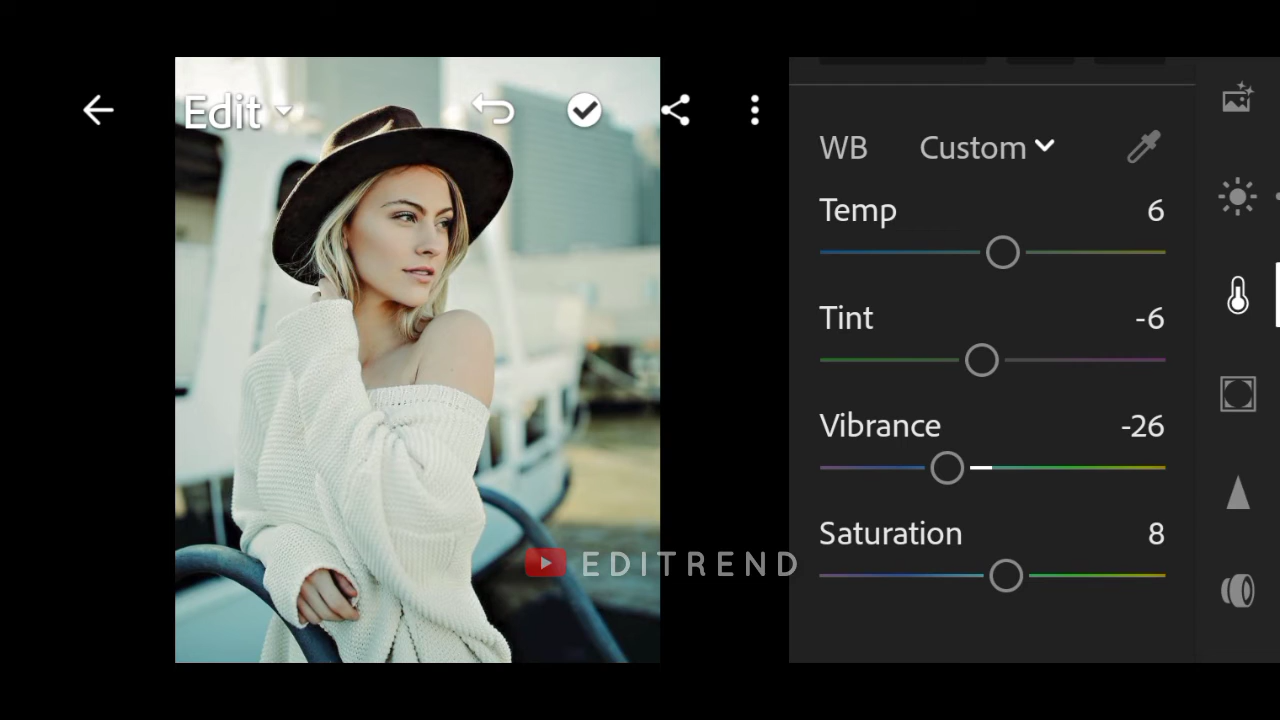 Edit
WB Custom
Temp 6
Tint -6
Vibrance -26
Saturation 8
EDITREND